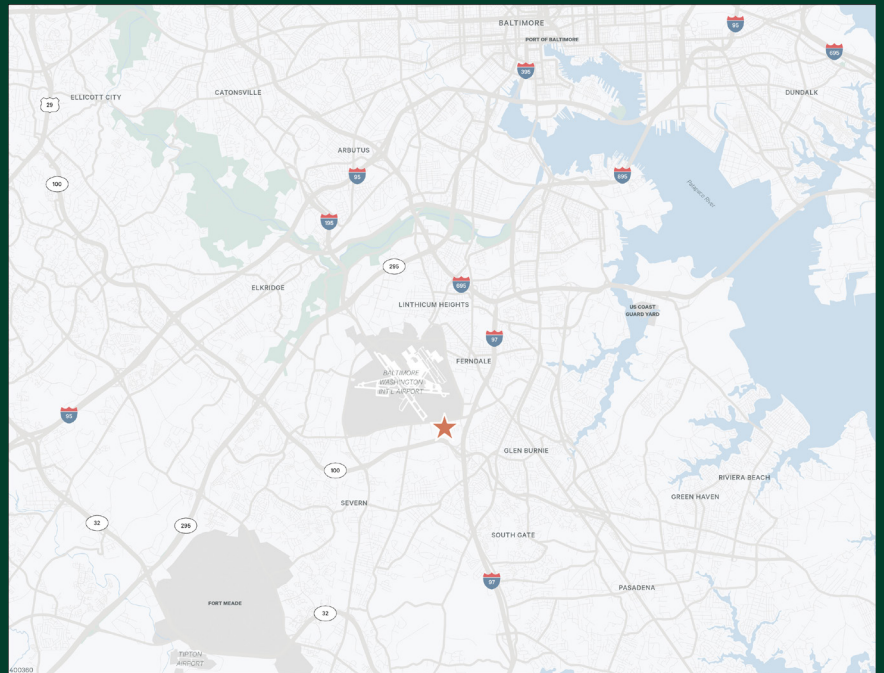 BALTIMORE
95
PORT OF BALTIMORE
695
395
29
ELLICOTT CITY
CATONSVILLE
DUNDALK
ARBUTUS
95
895
100
Patapsco River
195
295
695
ELKRIDGE
LINTHICUM HEIGHTS
US COAST
GUARD YARD
97
FERNDALE
BALTIMORE
WASHINGTON
INT'L AIRPORT
95
GLEN BURNIE
100
RIVIERA BEACH
GREEN HAVEN
SEVERN
32
295
SOUTH GATE
97
PASADENA
FORT MEADE
32
TIPTON
AIRPORT
400360